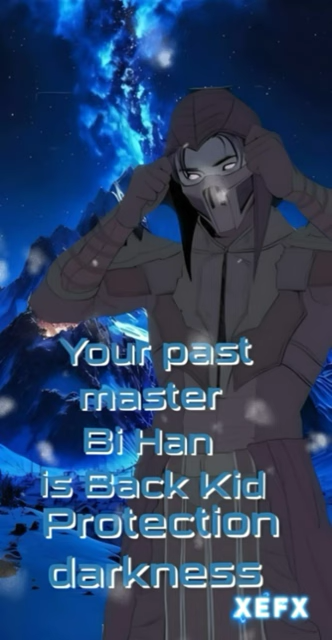 Your past
master
Bi Han
is Back Kid
Protection
darkness
XEFX